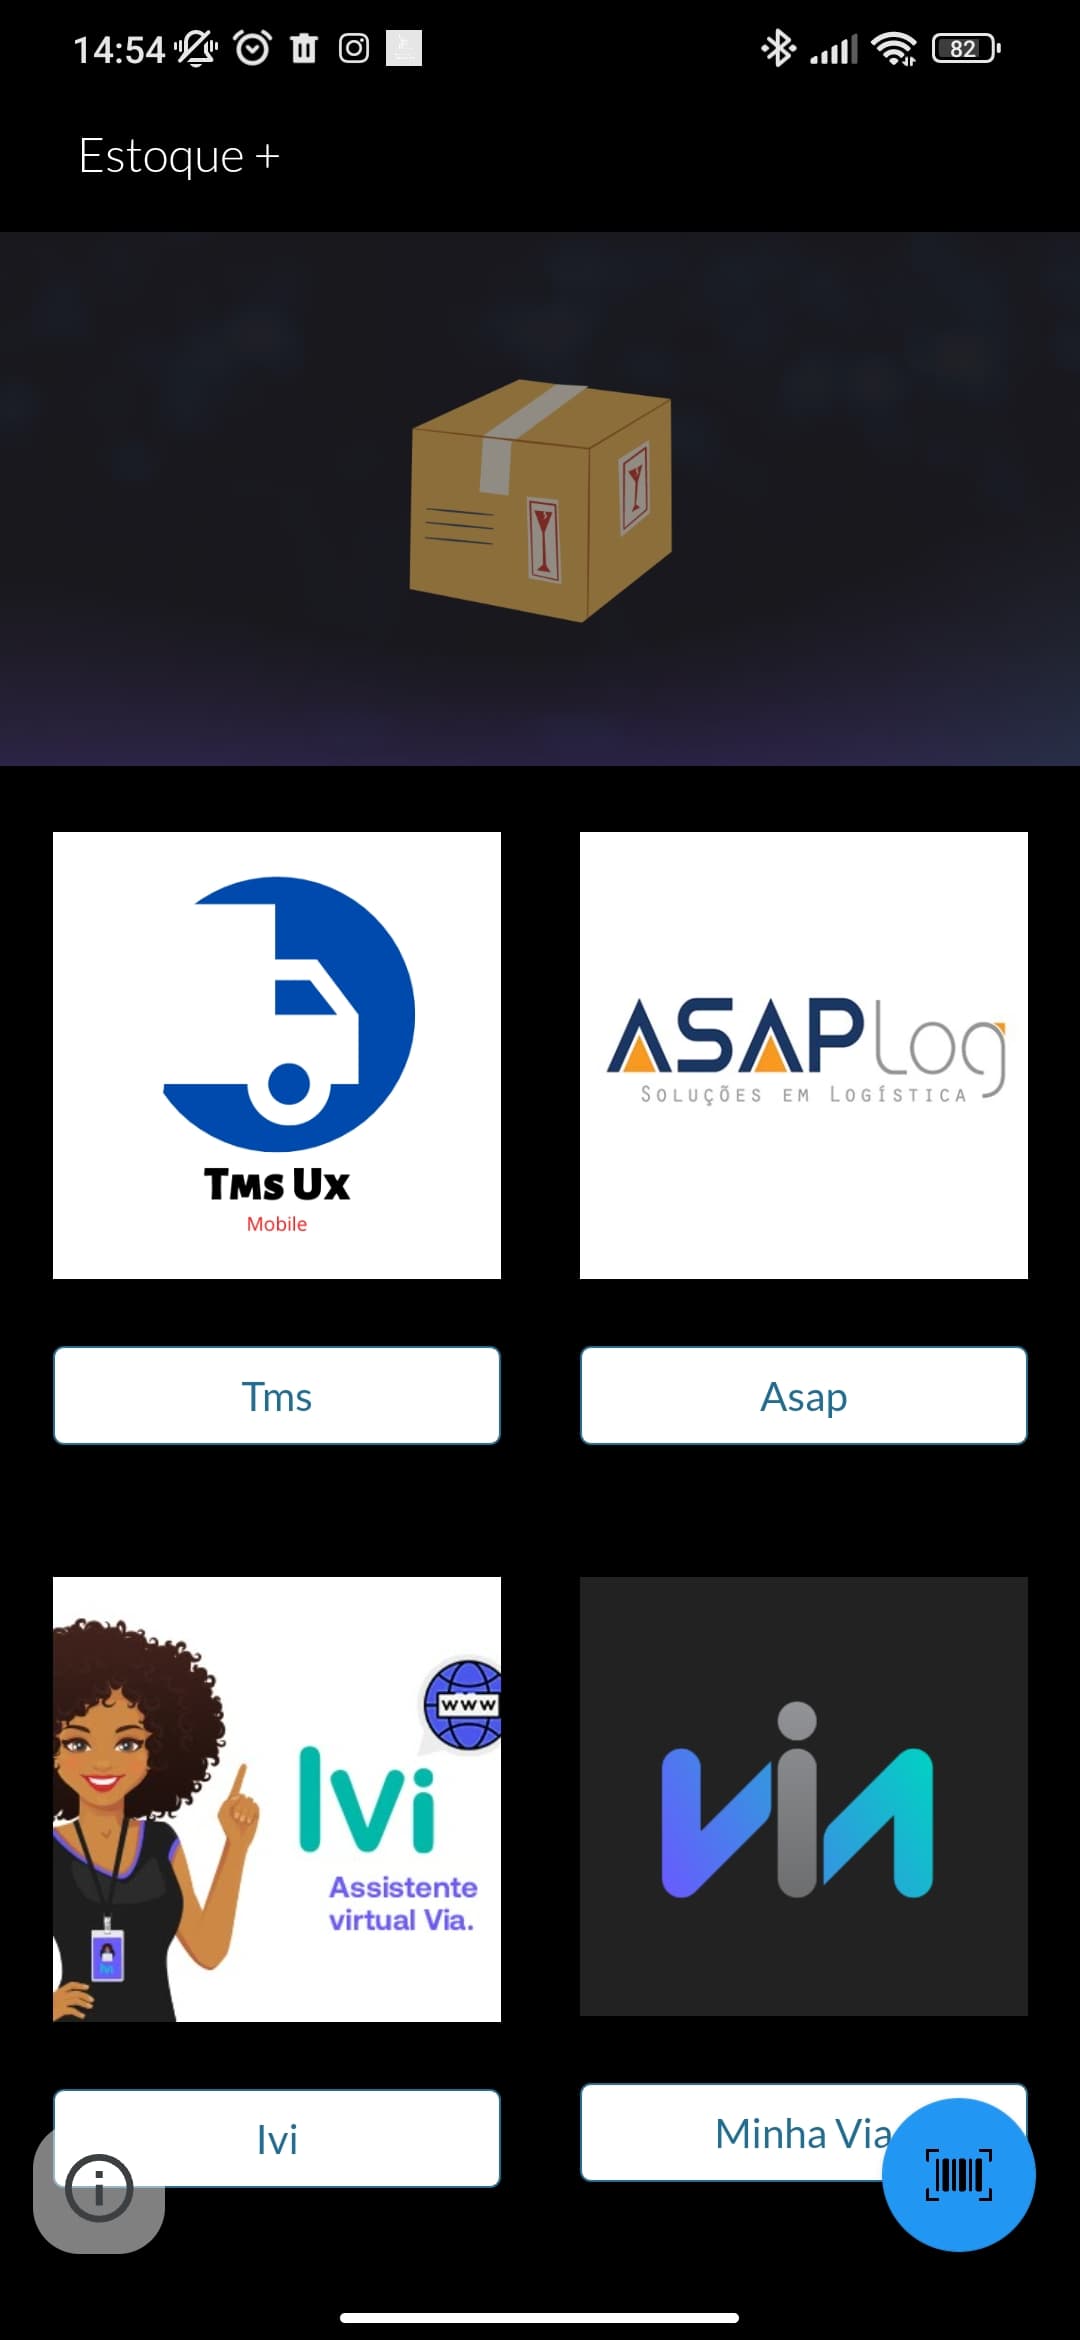 14:54
82
Estoque +
TMS UX
Mobile
ASAPLog
SOLUÇÕES EM LOGÍSTICA
Tms
Asap
www
Ivi
Assistente
virtual Via.
Ivi
via
Ivi
Minha Via